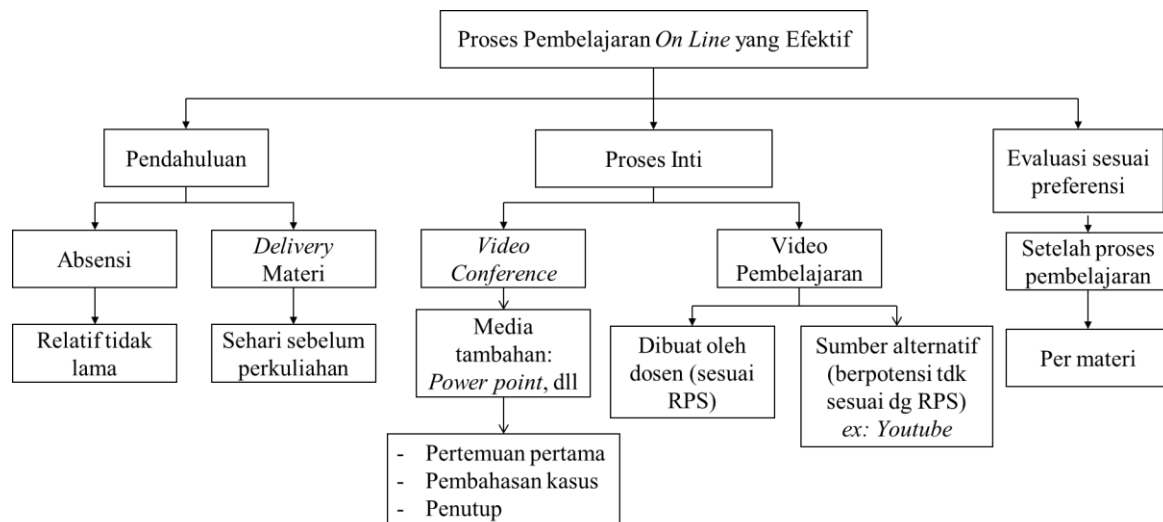 Proses Pembelajaran On Line yang Efektif
Pendahuluan
Proses Inti
Evaluasi sesuai
preferensi
Absensi
Delivery
Materi
Video
Conference
Video
Pembelajaran
Setelah proses
pembelajaran
Relatif tidak
lama
Sehari sebelum
perkuliahan
Media
tambahan:
Power point, dll
Dibuat oleh
dosen (sesuai
RPS)
Sumber alternatif
(berpotensi tdk
sesuai dg RPS)
ex: Youtube
Per materi
- Pertemuan pertama
- Pembahasan kasus
- Penutup